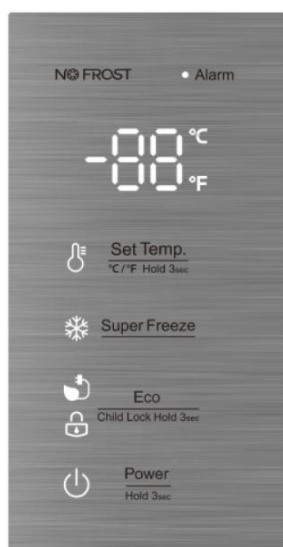 NO FROST
Alarm
-88
°C
°F
Set Temp.
°C/°F Hold 3sec
Super Freeze
Eco
Child Lock Hold 3sec
Power
Hold 3sec